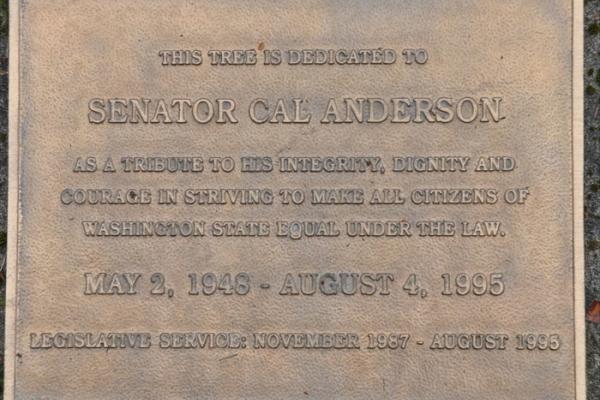 THIS TREE IS DEDICATED TO
SENATOR CAL ANDERSON
AS A TRIBUTE TO HIS INTEGRITY, DIGNITY AND
COURAGE IN STRIVING TO MAKE ALL CITIZENS OF
WASHINGTON STATE EQUAL UNDER THE LAW.
MAY 2, 1948 - AUGUST 4, 1995
LEGISLATIVE SERVICE: NOVEMBER 1987 - AUGUST 1995